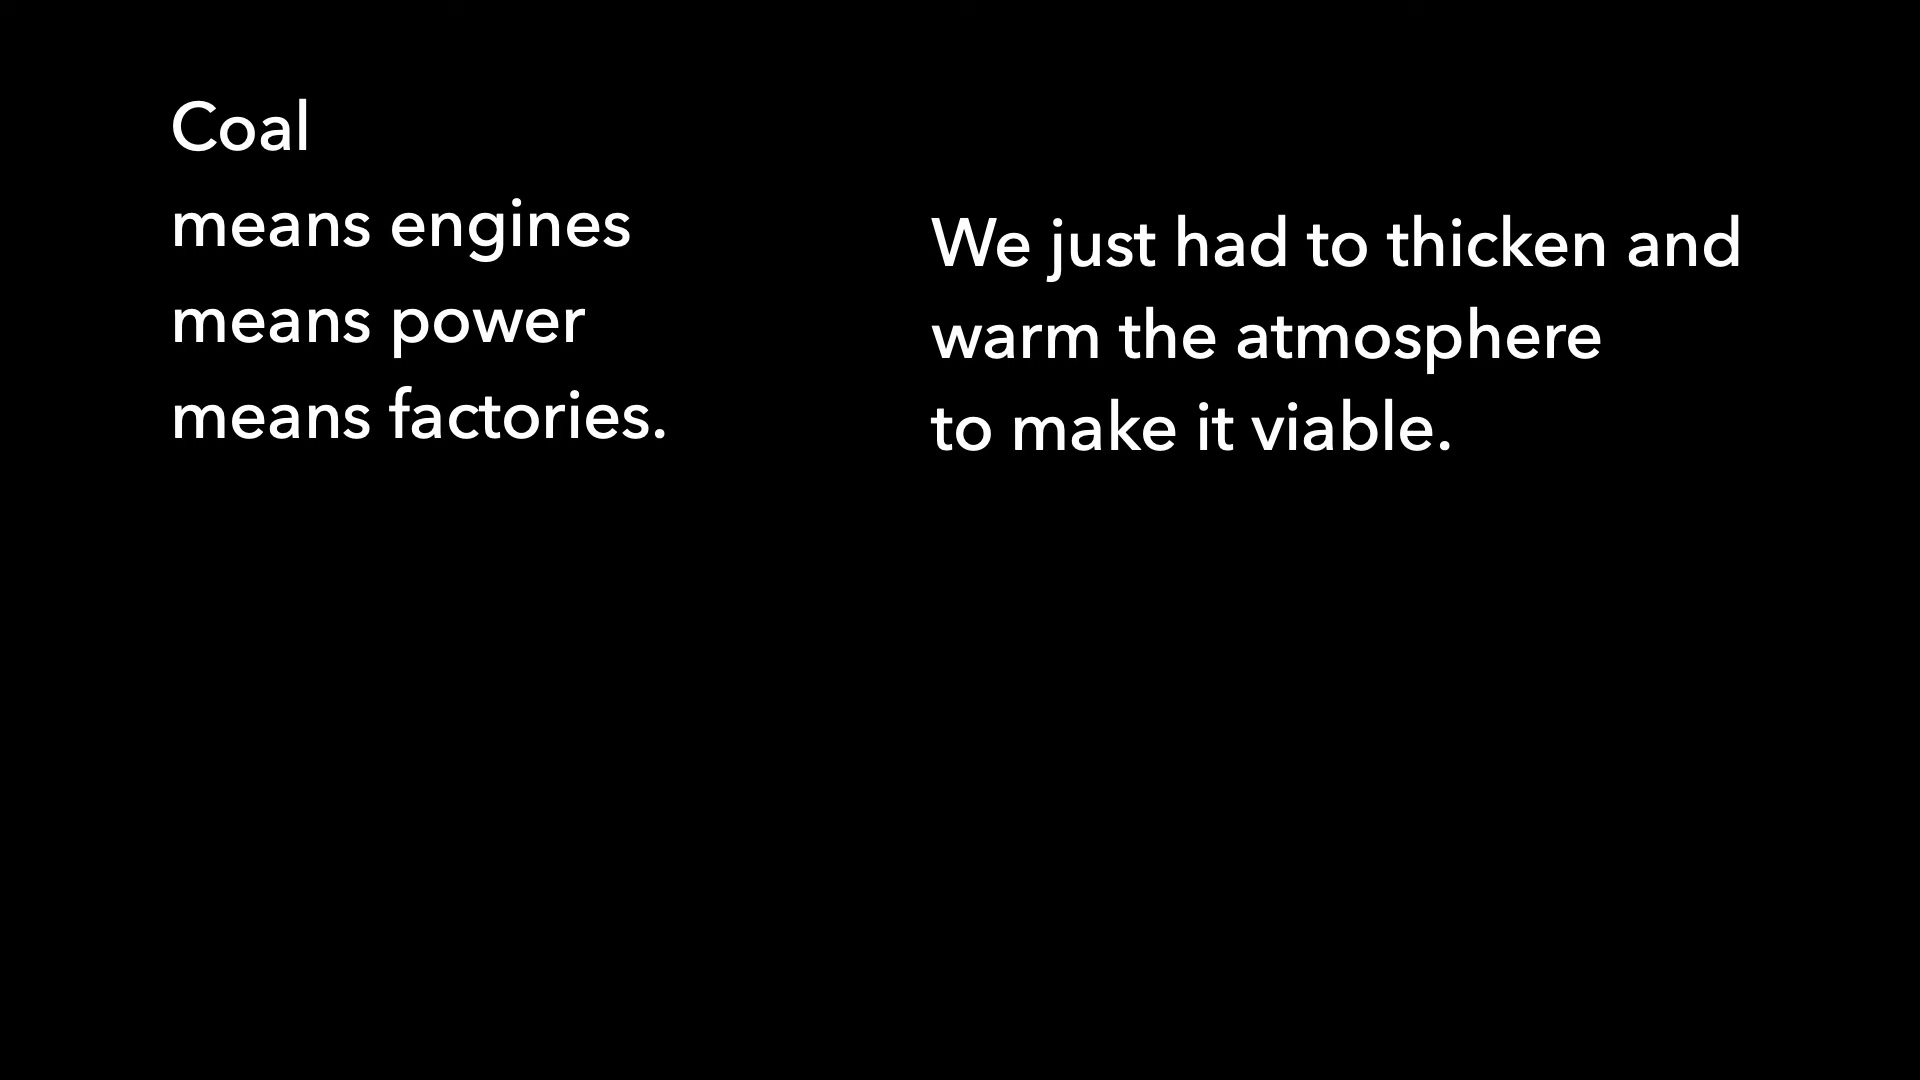 Coal
means engines
means power
means factories.
We just had to thicken and
warm the atmosphere
to make it viable.